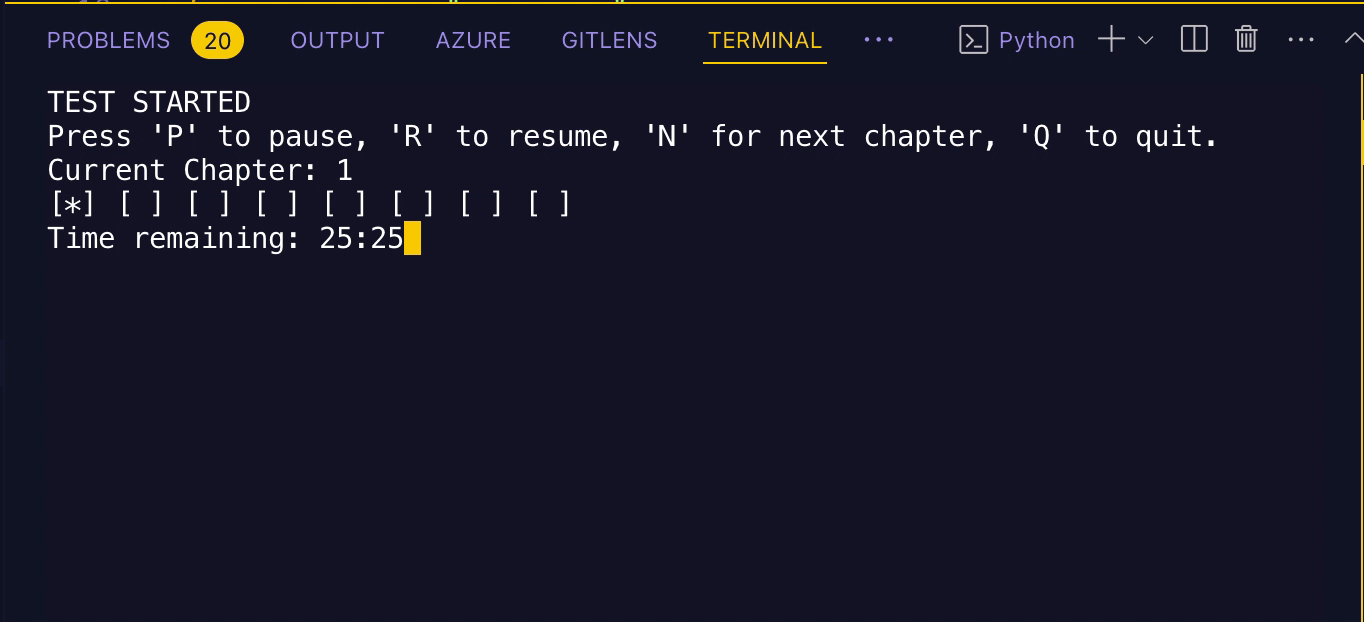 PROBLEMS 20 OUTPUT AZURE GITLENS TERMINAL ··· Python
TEST STARTED
Press 'P' to pause, 'R' to resume, 'N' for next chapter, 'Q' to quit.
Current Chapter: 1
[*] [ ] [ ] [ ] [ ] [ ] [ ] [ ]
Time remaining: 25:25